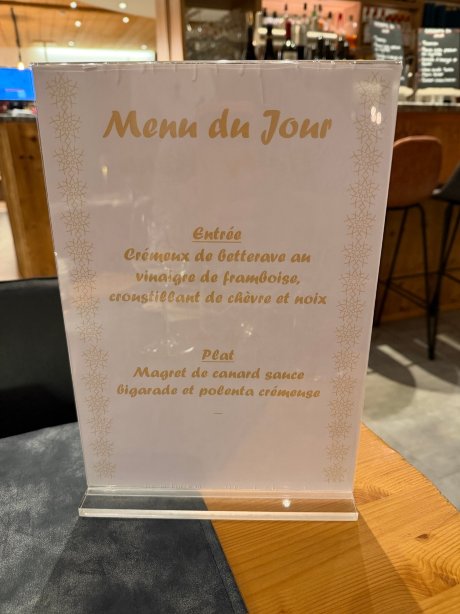 Menu du Jour
Entrée
Crémeux de betterave au
vinaigre de framboise,
croustillant de chèvre et noix
Plat
Magret de canard sauce
bigarade et polenta crémeuse